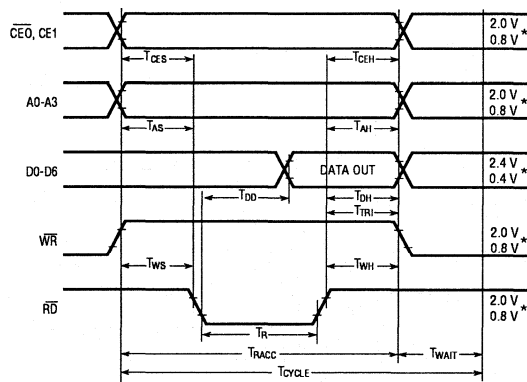 CE0, CE1
TCES
TCEH
2.0 V
0.8 V *
A0-A3
TAS
TAH
2.0 V
0.8 V *
D0-D6
DATA OUT
2.4 V
0.4 V *
TDD
TDH
TTRI
WR
2.0 V
0.8 V *
TWS
TWH
RD
2.0 V
0.8 V *
TR
TRACC
TWAIT
TCYCLE